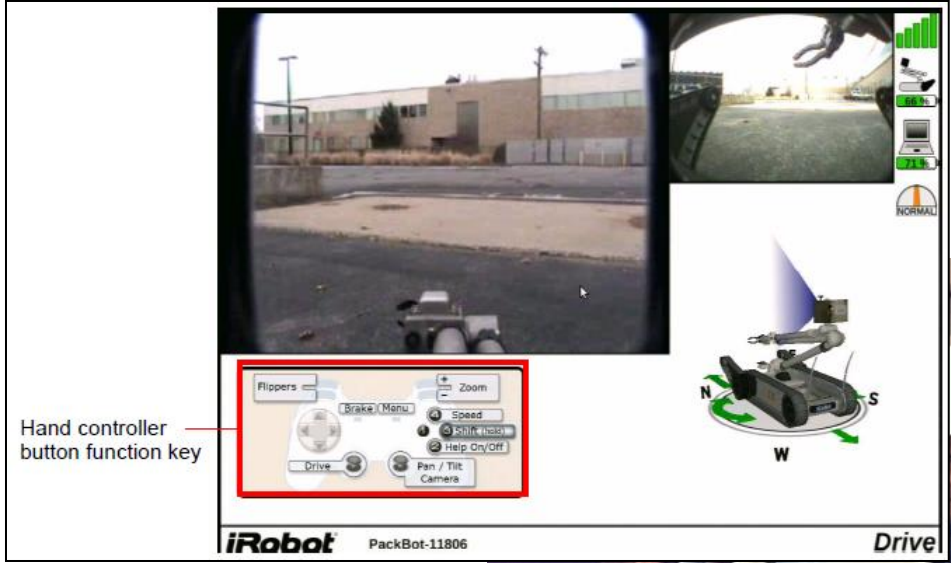 66 %
71 %
NORMAL
Hand controller
button function key
Flippers
+
Zoom
-
Brake
Menu
4 Speed
1
3 Shift (hold)
2 Help On/Off
Drive
Pan / Tilt
Camera
N
S
W
iRobot
PackBot-11806
Drive